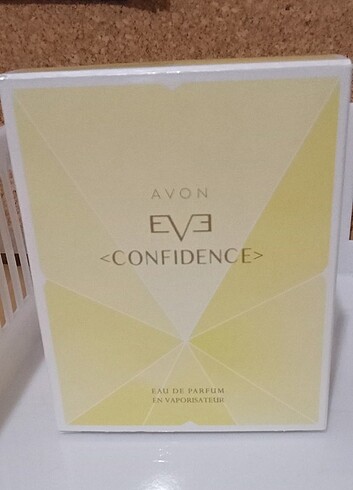 AVON
EVE
<CONFIDENCE>
EAU DE PARFUM
EN VAPORISATEUR